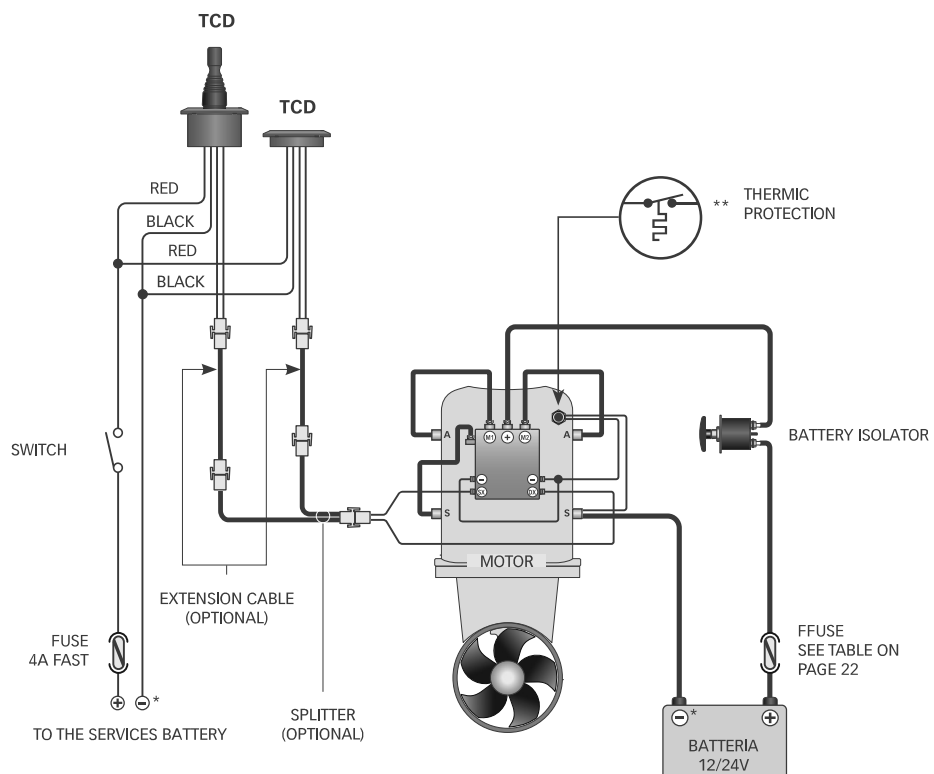 TCD
TCD
RED
BLACK
RED
BLACK
** THERMIC
PROTECTION
A
M1
+
M2
A
SWITCH
BATTERY ISOLATOR
−
−
SX
DX
S
S
MOTOR
EXTENSION CABLE
(OPTIONAL)
FUSE
4A FAST
FFUSE
SEE TABLE ON
PAGE 22
+ − *
TO THE SERVICES BATTERY
SPLITTER
(OPTIONAL)
− * +
BATTERIA
12/24V